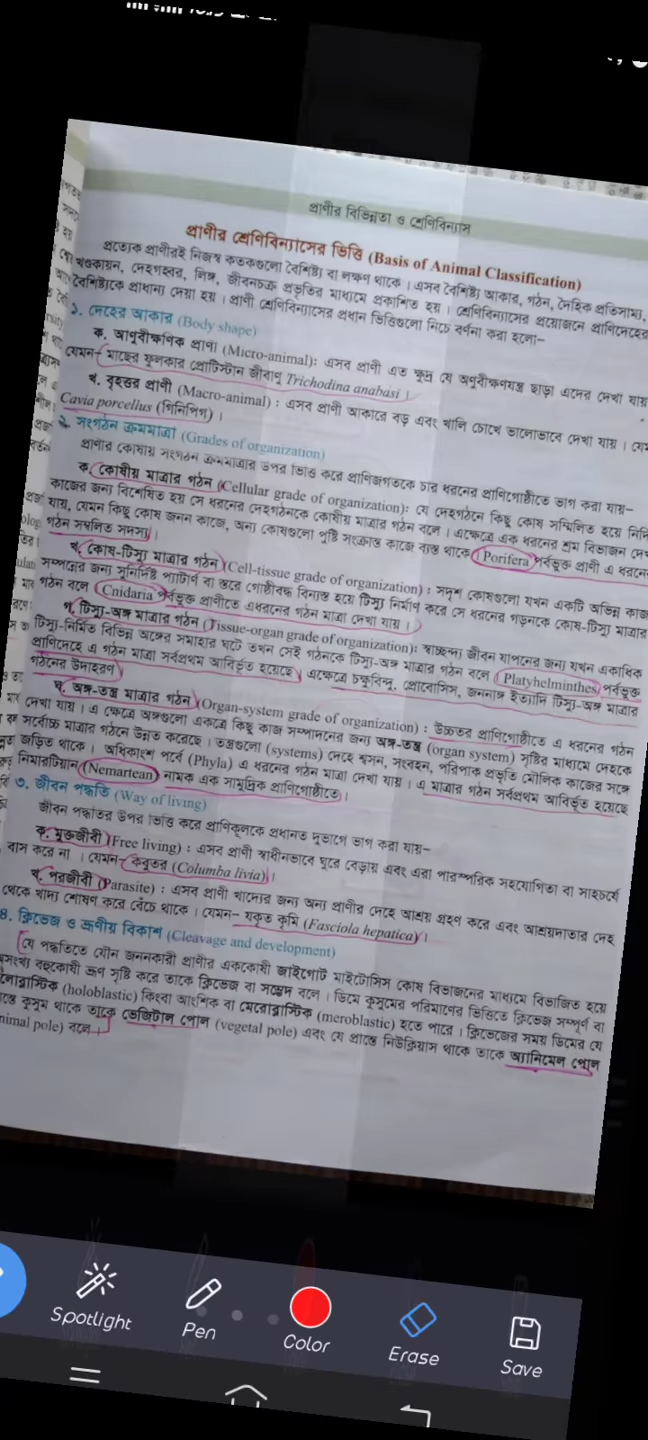 প্রাণীর বিভিন্নতা ও শ্রেণিবিন্যাস
প্রাণীর শ্রেণিবিন্যাসের ভিত্তি (Basis of Animal Classification)
প্রত্যেক প্রাণীরই নিজস্ব কতকগুলো বৈশিষ্ট্য বা লক্ষণ থাকে। এসব বৈশিষ্ট্য আকার, গঠন, দৈহিক প্রতিসাম্য,
খণ্ডকায়ন, দেহগহ্বর, লিঙ্গ, জীবনচক্র প্রভৃতির মাধ্যমে প্রকাশিত হয়। শ্রেণিবিন্যাসের প্রয়োজনে প্রাণিদেহের
বৈশিষ্ট্যকে প্রাধান্য দেয়া হয়। প্রাণী শ্রেণিবিন্যাসের প্রধান ভিত্তিগুলো নিচে বর্ণনা করা হলো–
১. দেহের আকার (Body shape)
ক. আণুবীক্ষণিক প্রাণী (Micro-animal): এসব প্রাণী এত ক্ষুদ্র যে অণুবীক্ষণযন্ত্র ছাড়া এদের দেখা যায়
যেমন– মাছের ফুলকার প্রোটিস্টান জীবাণু Trichodina anabasi।
খ. বৃহত্তর প্রাণী (Macro-animal) : এসব প্রাণী আকারে বড় এবং খালি চোখে ভালোভাবে দেখা যায়। যে
Cavia porcellus (গিনিপিগ)।
২. সংগঠন ক্রমমাত্রা (Grades of organization)
প্রাণীর কোষীয় সংগঠন ক্রমমাত্রার উপর ভিত্তি করে প্রাণিজগতকে চার ধরনের প্রাণিগোষ্ঠীতে ভাগ করা যায়–
ক. কোষীয় মাত্রার গঠন (Cellular grade of organization): যে দেহগঠনে কিছু কোষ সম্মিলিত হয়ে নির্দি
কাজের জন্য বিশেষিত হয় সে ধরনের দেহগঠনকে কোষীয় মাত্রার গঠন বলে। এক্ষেত্রে এক ধরনের শ্রম বিভাজন দে
যায়, যেমন কিছু কোষ জনন কাজে, অন্য কোষগুলো পুষ্টি সংক্রান্ত কাজে ব্যস্ত থাকে। Porifera পর্বভুক্ত প্রাণী এ ধরনে
গঠন সম্বলিত সদস্য।
খ. কোষ-টিস্যু মাত্রার গঠন (Cell-tissue grade of organization) : সদৃশ কোষগুলো যখন একটি অভিন্ন কাজ
সম্পন্নের জন্য সুনির্দিষ্ট প্যাটার্ণ বা স্তরে গোষ্ঠীবদ্ধ বিন্যস্ত হয়ে টিস্যু নির্মাণ করে সে ধরনের গড়নকে কোষ-টিস্যু মাত্রার
গঠন বলে। Cnidaria পর্বভুক্ত প্রাণীতে এধরনের গঠন মাত্রা দেখা যায়।
গ. টিস্যু-অঙ্গ মাত্রার গঠন (Tissue-organ grade of organization): স্বাচ্ছন্দ্য জীবন যাপনের জন্য যখন একাধিক
টিস্যু-নির্মিত বিভিন্ন অঙ্গের সমাহার ঘটে তখন সেই গঠনকে টিস্যু-অঙ্গ মাত্রার গঠন বলে। Platyhelminthes পর্বভুক্ত
প্রাণিদেহে এ গঠন মাত্রা সর্বপ্রথম আবির্ভূত হয়েছে। এক্ষেত্রে চক্ষুবিন্দু, প্রোবোসিস, জননাঙ্গ ইত্যাদি টিস্যু-অঙ্গ মাত্রার
গঠনের উদাহরণ।
ঘ. অঙ্গ-তন্ত্র মাত্রার গঠন (Organ-system grade of organization) : উচ্চতর প্রাণিগোষ্ঠীতে এ ধরনের গঠন
দেখা যায়। এ ক্ষেত্রে অঙ্গগুলো একত্রে কিছু কাজ সম্পাদনের জন্য অঙ্গ-তন্ত্র (organ system) সৃষ্টির মাধ্যমে দেহকে
সর্বোচ্চ মাত্রার গঠনে উন্নত করেছে। তন্ত্রগুলো (systems) দেহে শ্বসন, সংবহন, পরিপাক প্রভৃতি মৌলিক কাজের সঙ্গে
জড়িত থাকে। অধিকাংশ পর্বে (Phyla) এ ধরনের গঠন মাত্রা দেখা যায়। এ মাত্রার গঠন সর্বপ্রথম আবির্ভূত হয়েছে
নিমারটিয়ান (Nemartean) নামক এক সামুদ্রিক প্রাণিগোষ্ঠীতে।
৩. জীবন পদ্ধতি (Way of living)
জীবন পদ্ধতির উপর ভিত্তি করে প্রাণিকূলকে প্রধানত দুভাগে ভাগ করা যায়–
ক. মুক্তজীবী (Free living) : এসব প্রাণী স্বাধীনভাবে ঘুরে বেড়ায় এবং এরা পারস্পরিক সহযোগিতা বা সাহচর্যে
বাস করে না। যেমন– কবুতর (Columba livia)।
খ. পরজীবী (Parasite) : এসব প্রাণী খাদ্যের জন্য অন্য প্রাণীর দেহে আশ্রয় গ্রহণ করে এবং আশ্রয়দাতার দেহ
থেকে খাদ্য শোষণ করে বেঁচে থাকে। যেমন– যকৃত কৃমি (Fasciola hepatica)।
৪. ক্লিভেজ ও ভ্রূণীয় বিকাশ (Cleavage and development)
যে পদ্ধতিতে যৌন জননকারী প্রাণীর এককোষী জাইগোট মাইটোসিস কোষ বিভাজনের মাধ্যমে বিভাজিত হয়ে
অসংখ্য বহুকোষী ভ্রূণ সৃষ্টি করে তাকে ক্লিভেজ বা সম্ভেদ বলে। ডিমে কুসুমের পরিমাণের ভিত্তিতে ক্লিভেজ সম্পূর্ণ বা
লোব্লাস্টিক (holoblastic) কিংবা আংশিক বা মেরোব্লাস্টিক (meroblastic) হতে পারে। ক্লিভেজের সময় ডিমের যে
ন্তে কুসুম থাকে তাকে ভেজিটাল পোল (vegetal pole) এবং যে প্রান্তে নিউক্লিয়াস থাকে তাকে অ্যানিমেল পোল
nimal pole) বলে।
Spotlight
Pen
Color
Erase
Save